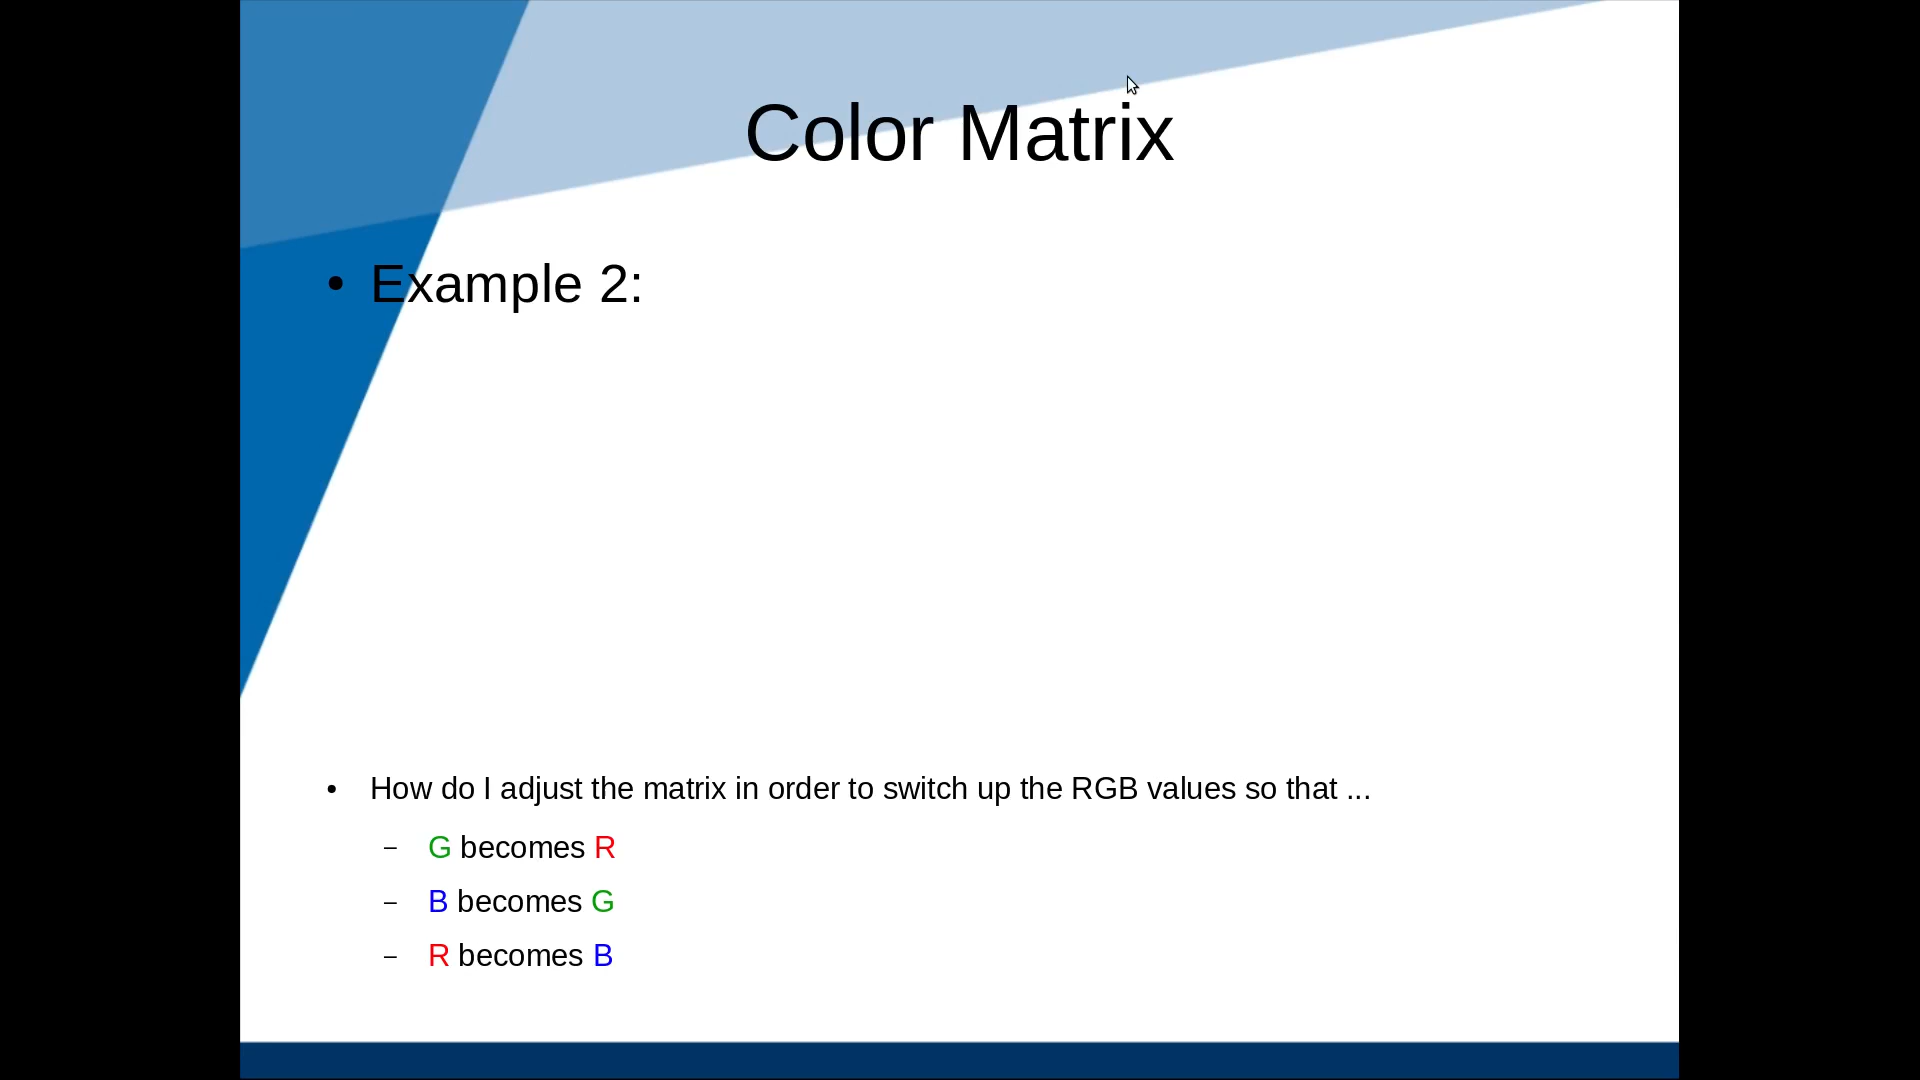 Color Matrix
• Example 2:
• How do I adjust the matrix in order to switch up the RGB values so that ...
– G becomes R
– B becomes G
– R becomes B